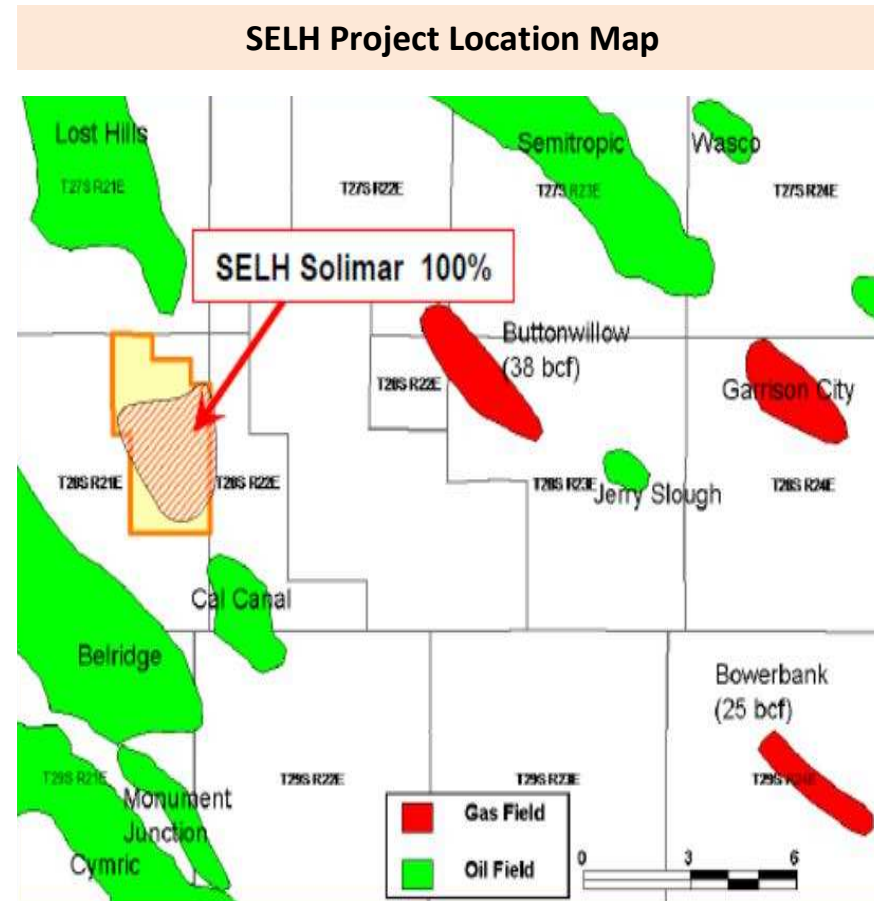 SELH Project Location Map
Lost Hills
Semitropic
Wasco
T27S R21E
T27S R22E
T27S R23E
T27S R24E
SELH Solimar 100%
Buttonwillow
(38 bcf)
T28S R22E
Garrison City
T28S R21E
T28S R22E
T28S R23E
Jerry Slough
T28S R24E
Cal Canal
Belridge
Bowerbank
(25 bcf)
T29S R21E
T29S R22E
T29S R23E
T29S R24E
Monument
Junction
Cymric
Gas Field
Oil Field
0 3 6